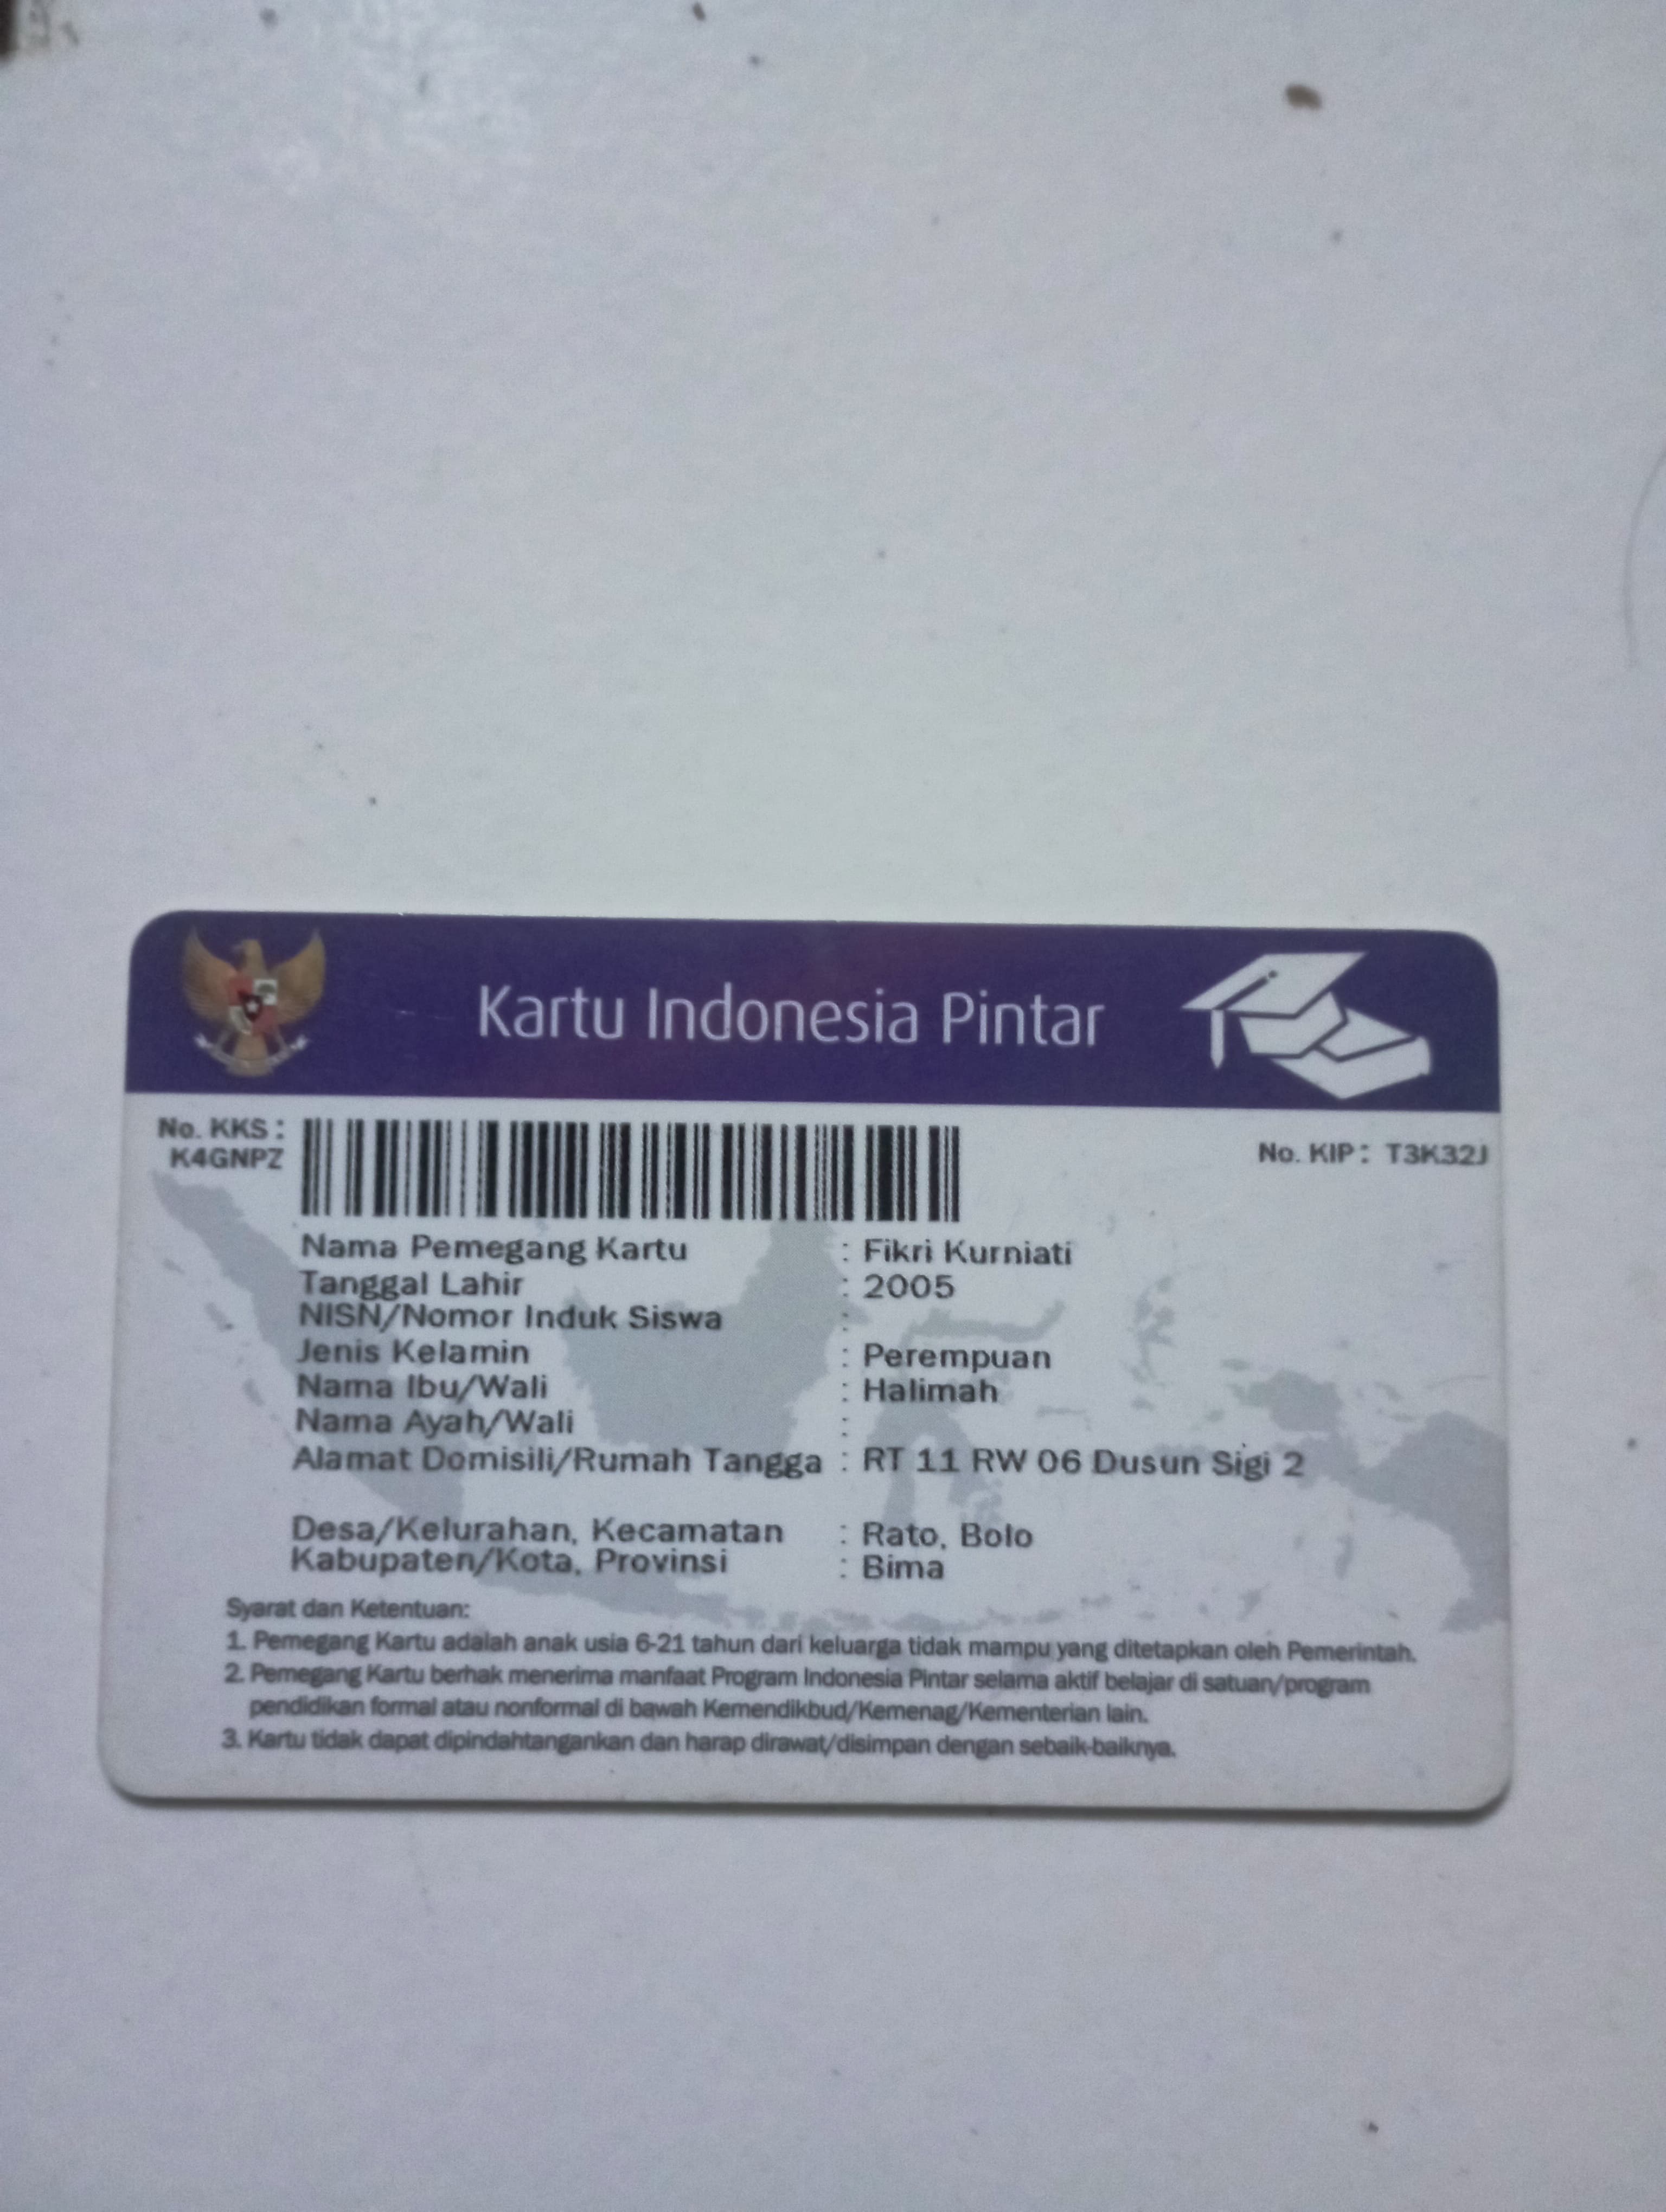 Kartu Indonesia Pintar
No. KKS :
K4GNPZ
No. KIP : T3K32J
Nama Pemegang Kartu : Fikri Kurniati
Tanggal Lahir : 2005
NISN/Nomor Induk Siswa :
Jenis Kelamin : Perempuan
Nama Ibu/Wali : Halimah
Nama Ayah/Wali :
Alamat Domisili/Rumah Tangga : RT 11 RW 06 Dusun Sigi 2
Desa/Kelurahan, Kecamatan : Rato, Bolo
Kabupaten/Kota, Provinsi : Bima
Syarat dan Ketentuan:
1. Pemegang Kartu adalah anak usia 6-21 tahun dari keluarga tidak mampu yang ditetapkan oleh Pemerintah.
2. Pemegang Kartu berhak menerima manfaat Program Indonesia Pintar selama aktif belajar di satuan/program
pendidikan formal atau nonformal di bawah Kemendikbud/Kemenag/Kementerian lain.
3. Kartu tidak dapat dipindahtangankan dan harap dirawat/disimpan dengan sebaik-baiknya.